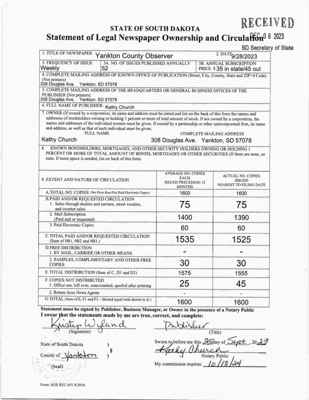 RECEIVED
STATE OF SOUTH DAKOTA
Statement of Legal Newspaper Ownership and Circulation
08 2023
SD Secretary of State
1. TITLE OF NEWSPAPER Yankton County Observer
2. DATE 9/28/2023
3. FREQUENCY OF ISSUE
Weekly
3A. NO. OF ISSUES PUBLISHED ANNUALLY
52
3B. ANNUAL SUBSCRIPTION
PRICE $ 35 in state/45 out
4. COMPLETE MAILING ADDRESS OF KNOWN OFFICE OF PUBLICATION (Street, City, County, State and ZIP+4 Code)
(Not Printers)
308 Douglas Ave. Yankton, SD 57078
5. COMPLETE MAILING ADDRESS OF THE HEADQUARTERS OR GENERAL BUSINESS OFFICES OF THE
PUBLISHER (Not printers)
308 Douglas Ave. Yankton, SD 57078
6. FULL NAME OF PUBLISHER: Kathy Church
7. OWNER (If owned by a corporation, its name and address must be stated and on the back of this form the names and
addresses of stockholders owning or holding 1 percent or more of total amount of stock. If not owned by a corporation, the
names and addresses of the individual owners must be given. If owned by a partnership or other unincorporated firm, its name
and address, as well as that of each individual must be given.
FULL NAME
COMPLETE MAILING ADDRESS
Kathy Church
308 Douglas Ave. Yankton, SD 57078
8. KNOWN BONDHOLDERS, MORTGAGES, AND OTHER SECURITY HOLDERS OWNING OR HOLDING 1
PERCENT OR MORE OF TOTAL AMOUNT OF BONDS, MORTGAGES OR OTHER SECURITIES (If there are none, so
state. If more space is needed, list on back of this form
9. EXTENT AND NATURE OF CIRCULATION
AVERAGE NO. COPIES
EACH
ISSUED PRECEDING 12
MONTHS
ACTUAL NO. COPIES
ISSUED
NEAREST TO FILING DATE
A. TOTAL NO. COPIES (Net Press Run Plus Paid Electronic Copies)
1600
1600
B. PAID AND/OR REQUESTED CIRCULATION
1. Sales through dealers and carriers, street vendors,
and counter sales.
75
75
2. Mail Subscription
(Paid and or requested)
1400
1390
3. Paid Electronic Copies
60
60
C. TOTAL PAID AND/OR REQUESTED CIRCULATION
(Sum of 9B1, 9B2 and 9B3.)
1535
1525
D. FREE DISTRIBUTION
1. BY MAIL, CARRIER OR OTHER MEANS
-
-
2. SAMPLES, COMPLIMENTARY AND OTHER FREE
COPIES
30
30
E. TOTAL DISTRIBUTION (Sum of C, D1 and D2)
1575
1555
F. COPIES NOT DISTRIBUTED
1. Office use, left over, unaccounted, spoiled after printing
25
45
2. Return from News Agents
-
-
G. TOTAL (Sum of E, F1 and F2 - Should equal total shown in A.)
1600
1600
Statement must be signed by Publisher, Business Manager, or Owner in the presence of a Notary Public
I swear that the statements made by me are true, correct, and complete:
Kristin Wyland
Publisher
(Signature)
(Title)
State of South Dakota )
§
County of Yankton )
Sworn to before me this 28 day of Sept. 2023
Kathy Church
Notary Public
(Seal)
My commission expires: 10/13/24
Form: SOS REC 107 9/2016